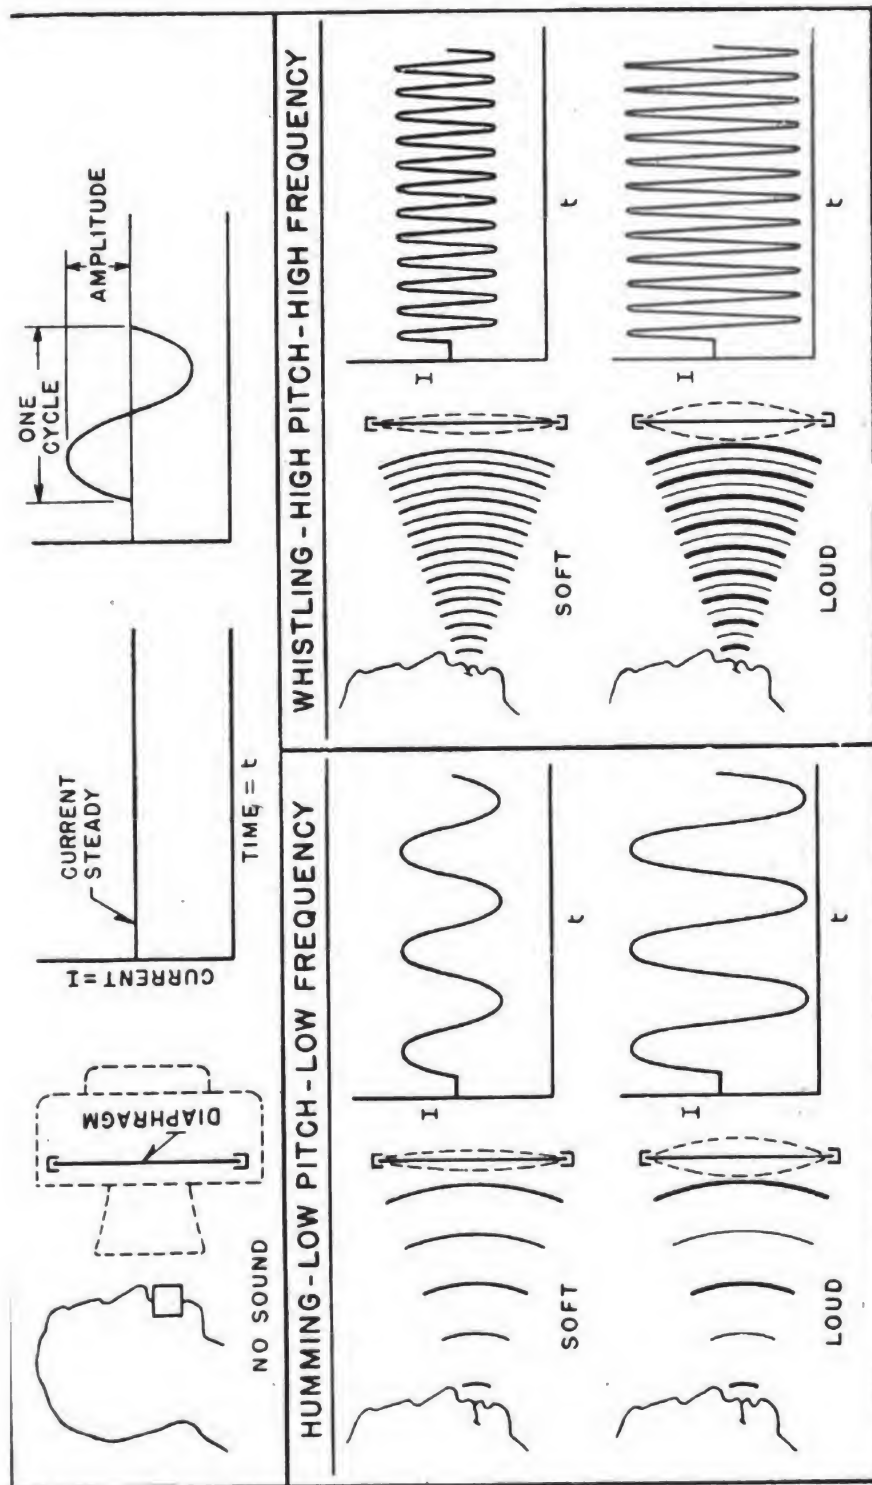 NO SOUND
DIAPHRAGM
CURRENT = I
CURRENT
STEADY
TIME = t
ONE
CYCLE
AMPLITUDE
HUMMING - LOW PITCH - LOW FREQUENCY
SOFT
I
t
LOUD
I
t
WHISTLING - HIGH PITCH - HIGH FREQUENCY
SOFT
I
t
LOUD
I
t